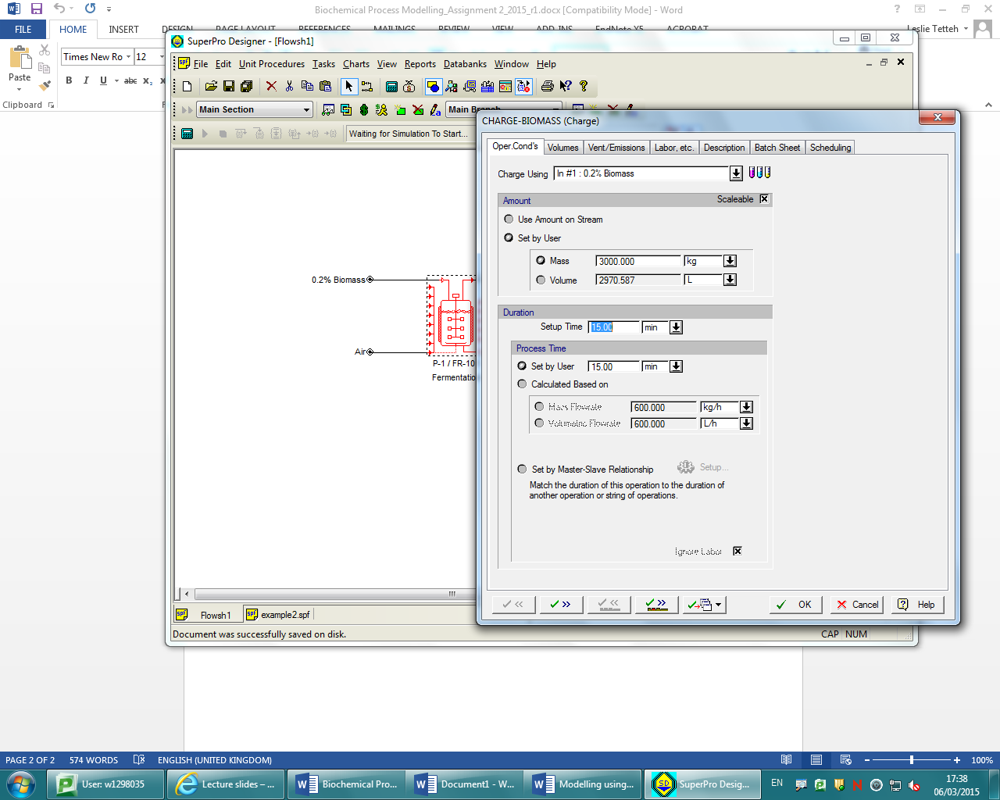 Biochemical Process Modelling_Assignment 2_2015_r1.docx [Compatibility Mode] - Word
FILE HOME INSERT DESIGN PAGE LAYOUT REFERENCES MAILINGS REVIEW VIEW ADD-INS EndNote X5 ACROBAT Leslie Tetteh
Times New Ro 12
Paste
B I U abc x₂ x
Clipboard
SuperPro Designer - [Flowsh1]
File Edit Unit Procedures Tasks Charts View Reports Databanks Window Help
Main Section Main Branch
Waiting for Simulation To Start...
0.2% Biomass
Air
P-1 / FR-10
Fermentatio
Flowsh1 example2.spf
Document was successfully saved on disk. CAP NUM
CHARGE-BIOMASS (Charge)
Oper.Cond's Volumes Vent/Emissions Labor, etc. Description Batch Sheet Scheduling
Charge Using In #1 : 0.2% Biomass
Amount Scaleable
Use Amount on Stream
Set by User
Mass 3000.000 kg
Volume 2970.587 L
Duration
Setup Time 15.00 min
Process Time
Set by User 15.00 min
Calculated Based on
Mass Flowrate 600.000 kg/h
Volumetric Flowrate 600.000 L/h
Set by Master-Slave Relationship Setup...
Match the duration of this operation to the duration of
another operation or string of operations.
Ignore Labor
OK Cancel Help
PAGE 2 OF 2 574 WORDS ENGLISH (UNITED KINGDOM) 100%
User: w1298035 Lecture slides – ... Biochemical Pro... Document1 - W... Modelling using... SuperPro Desig... EN 17:38
06/03/2015